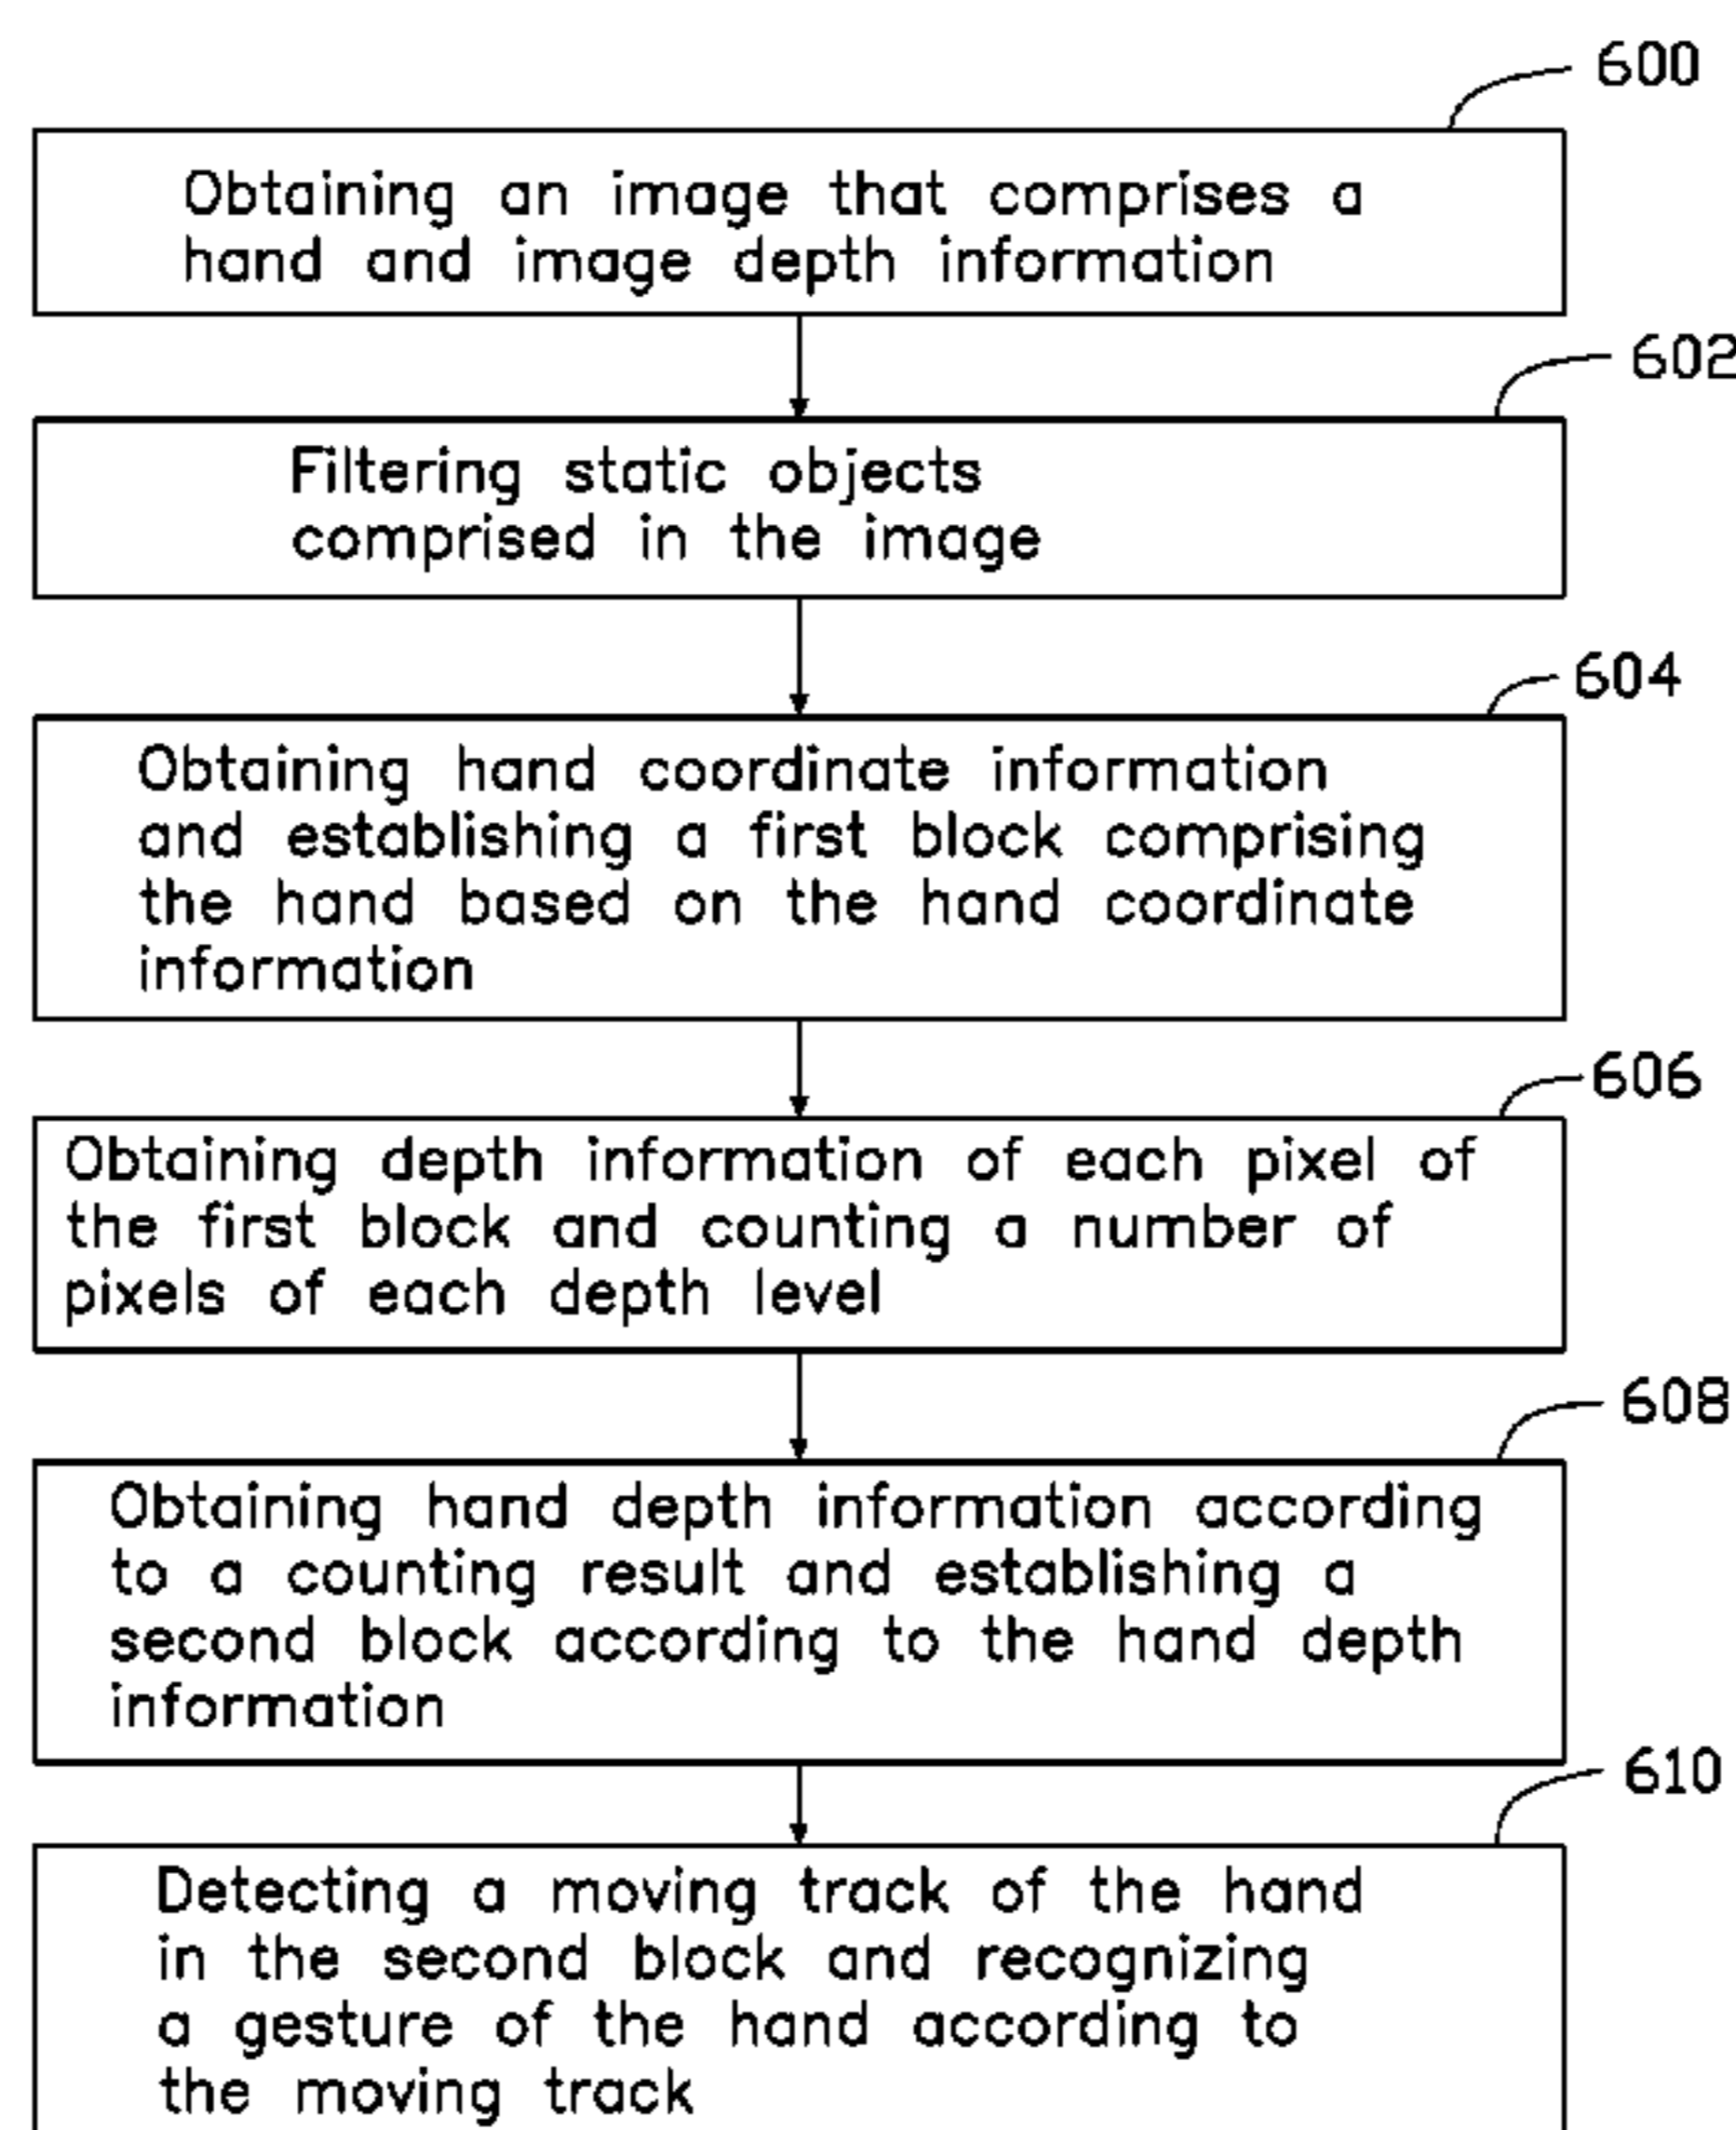 600
Obtaining an image that comprises a
hand and image depth information
602
Filtering static objects
comprised in the image
604
Obtaining hand coordinate information
and establishing a first block comprising
the hand based on the hand coordinate
information
606
Obtaining depth information of each pixel of
the first block and counting a number of
pixels of each depth level
608
Obtaining hand depth information according
to a counting result and establishing a
second block according to the hand depth
information
610
Detecting a moving track of the hand
in the second block and recognizing
a gesture of the hand according to
the moving track